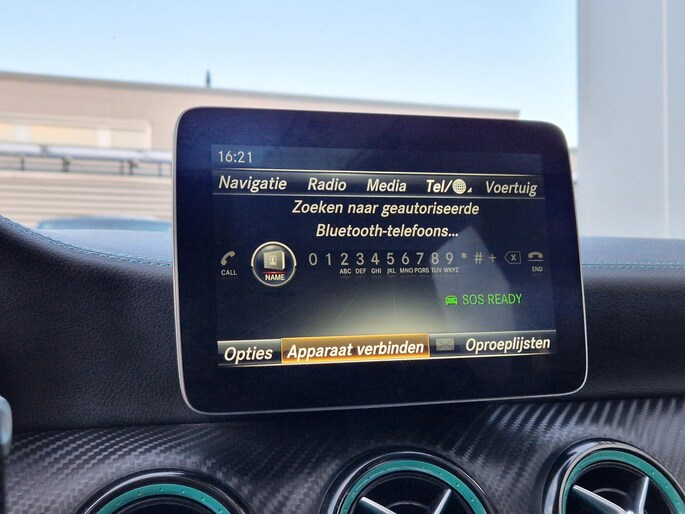 16:21
Navigatie Radio Media Tel/ Voertuig
Zoeken naar geautoriseerde
Bluetooth-telefoons...
0 1 2 3 4 5 6 7 8 9 * # +
ABC DEF GHI JKL MNO PQRS TUV WXYZ
CALL NAME END
SOS READY
Opties Apparaat verbinden Oproeplijsten